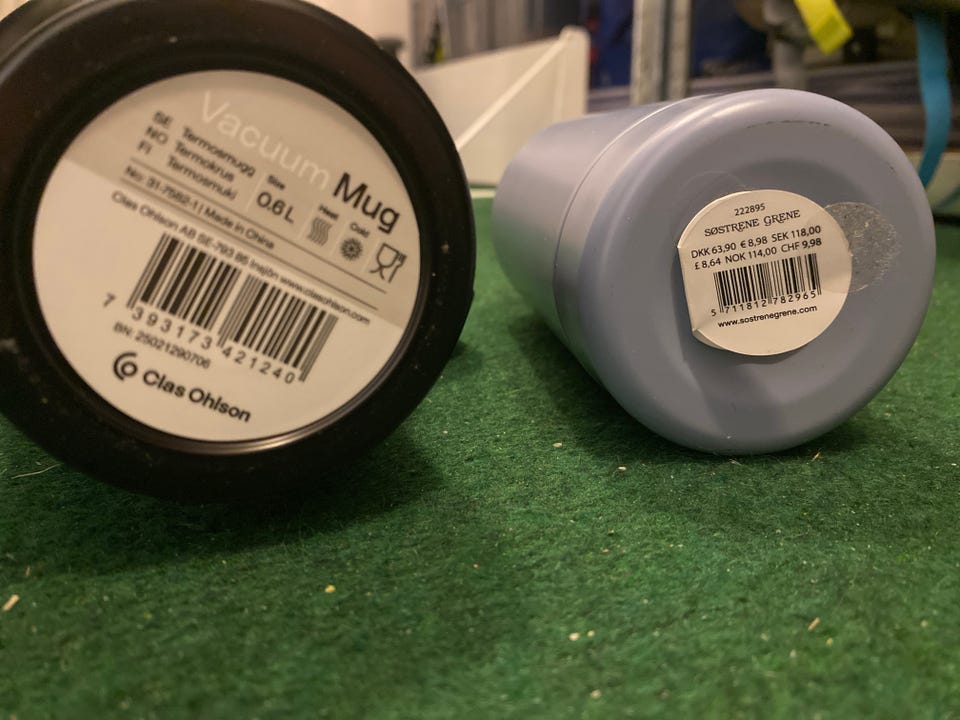 Vacuum
Mug
SE Termosmugg
NO Termokrus
FI Termosmuki
Size
0.6 L
Heat
Cold
No: 31-7582-1 | Made in China
Clas Ohlson AB SE-793 85 Insjön www.clasohlson.com
7 393173 421240
BN: 25021290706
Clas Ohlson
222895
SØSTRENE GRENE
DKK 63,90 € 8,98 SEK 118,00
£ 8,64 NOK 114,00 CHF 9,98
5 711812 782965
www.sostrenegrene.com